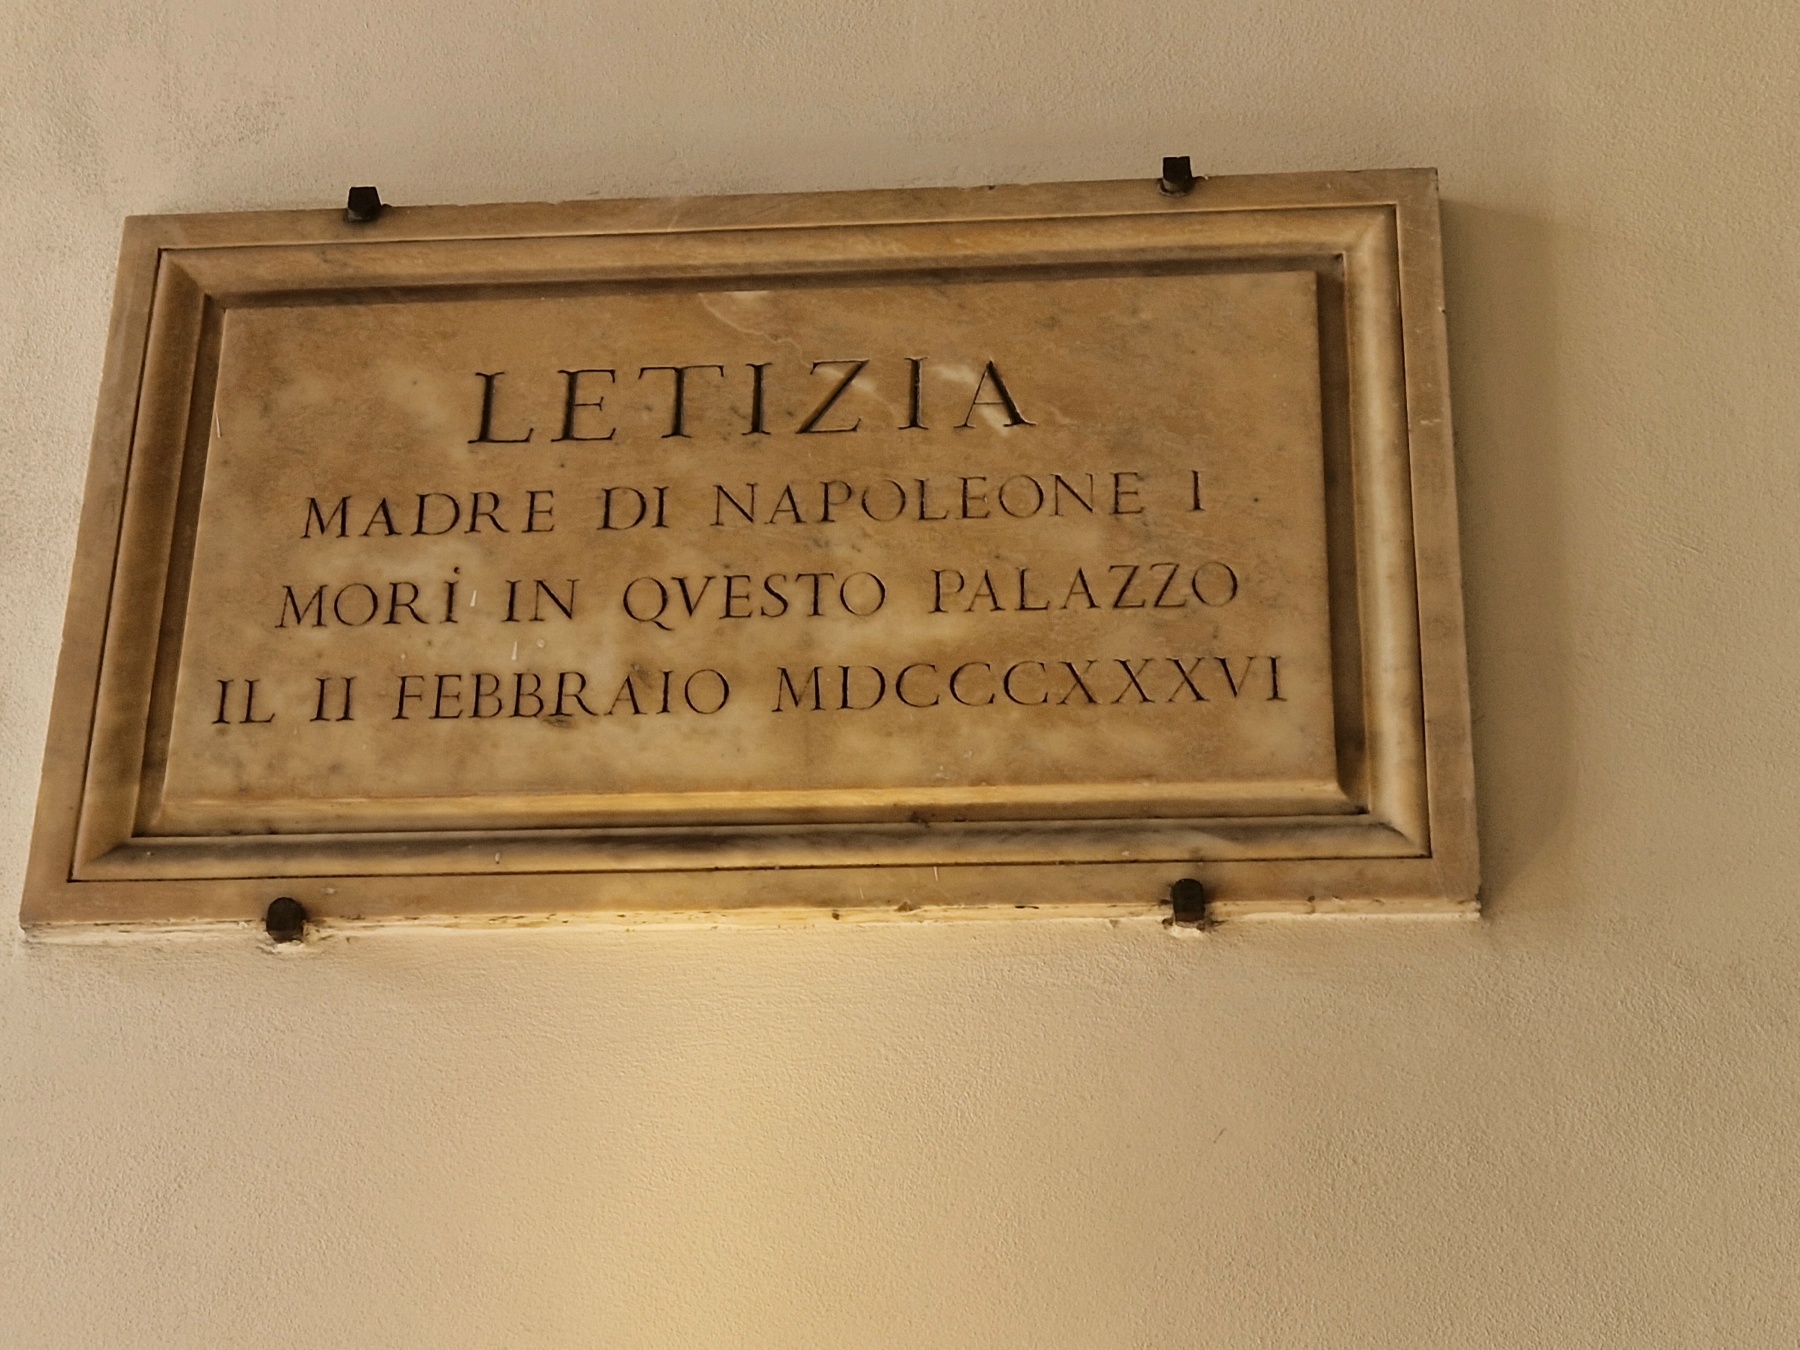 LETIZIA
MADRE DI NAPOLEONE I
MORÌ IN QVESTO PALAZZO
IL II FEBBRAIO MDCCCXXXVI